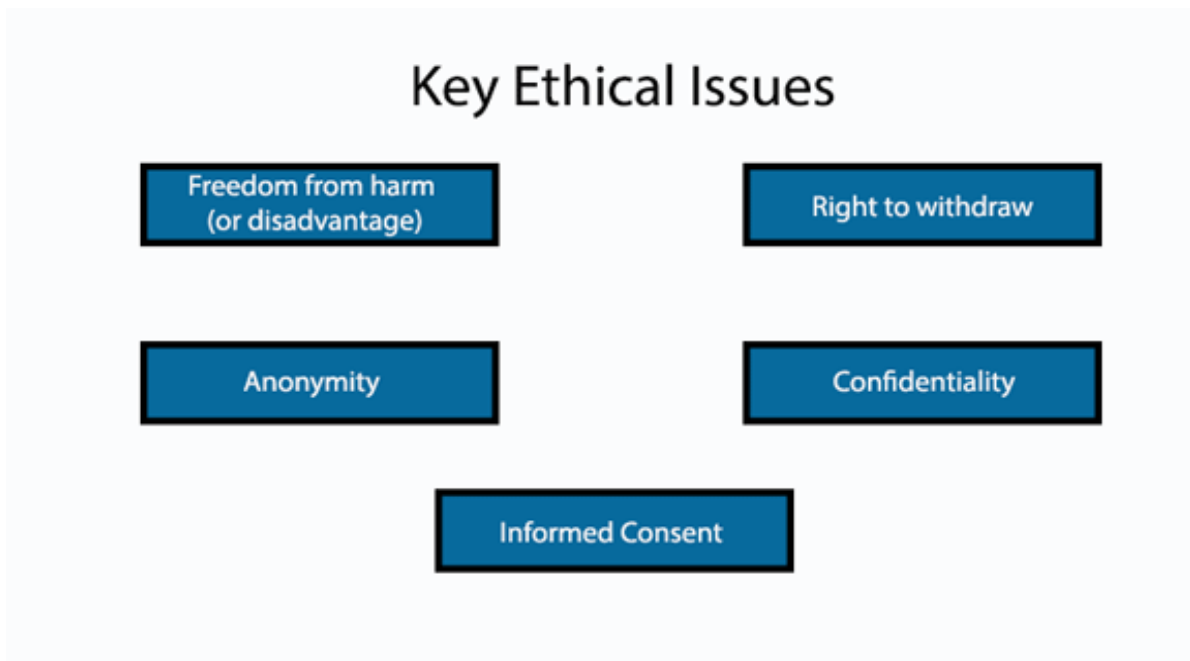 Key Ethical Issues
Freedom from harm
(or disadvantage)
Right to withdraw
Anonymity
Confidentiality
Informed Consent